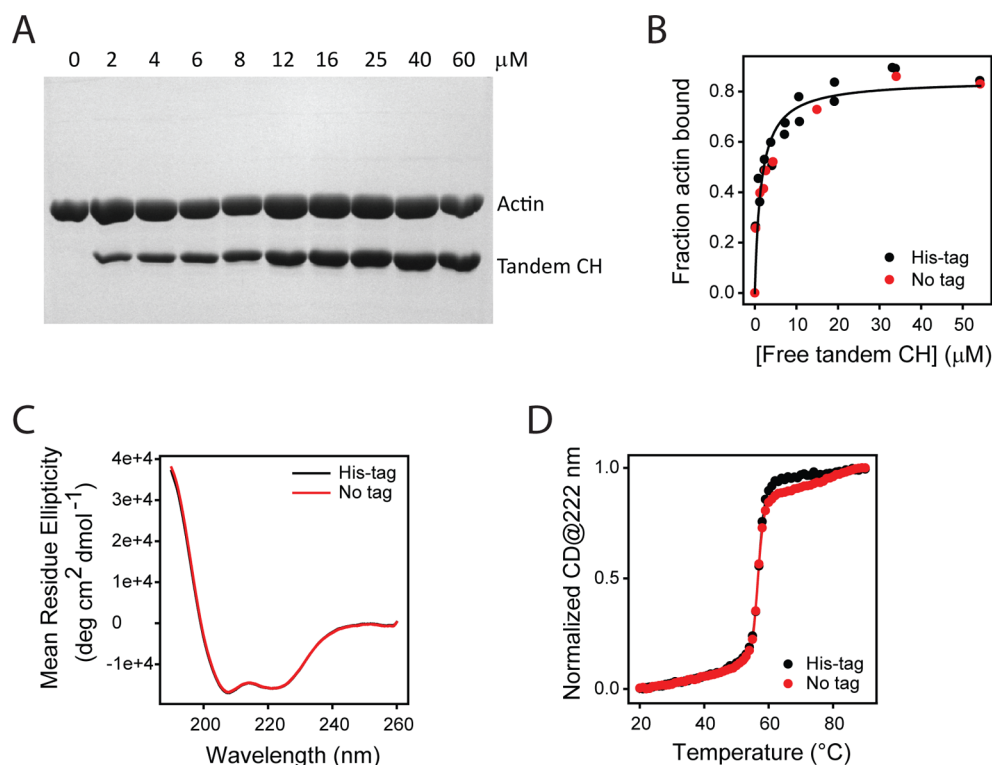 A
0 2 4 6 8 12 16 25 40 60 μM
Actin
Tandem CH
B
Fraction actin bound
0.8
0.6
0.4
0.2
0.0
His-tag
No tag
0 10 20 30 40 50
[Free tandem CH] (μM)
C
Mean Residue Ellipticity
(deg cm² dmol⁻¹)
4e+4
3e+4
2e+4
1e+4
0
-1e+4
His-tag
No tag
200 220 240 260
Wavelength (nm)
D
Normalized CD@222 nm
1.0
0.5
0.0
His-tag
No tag
20 40 60 80
Temperature (°C)